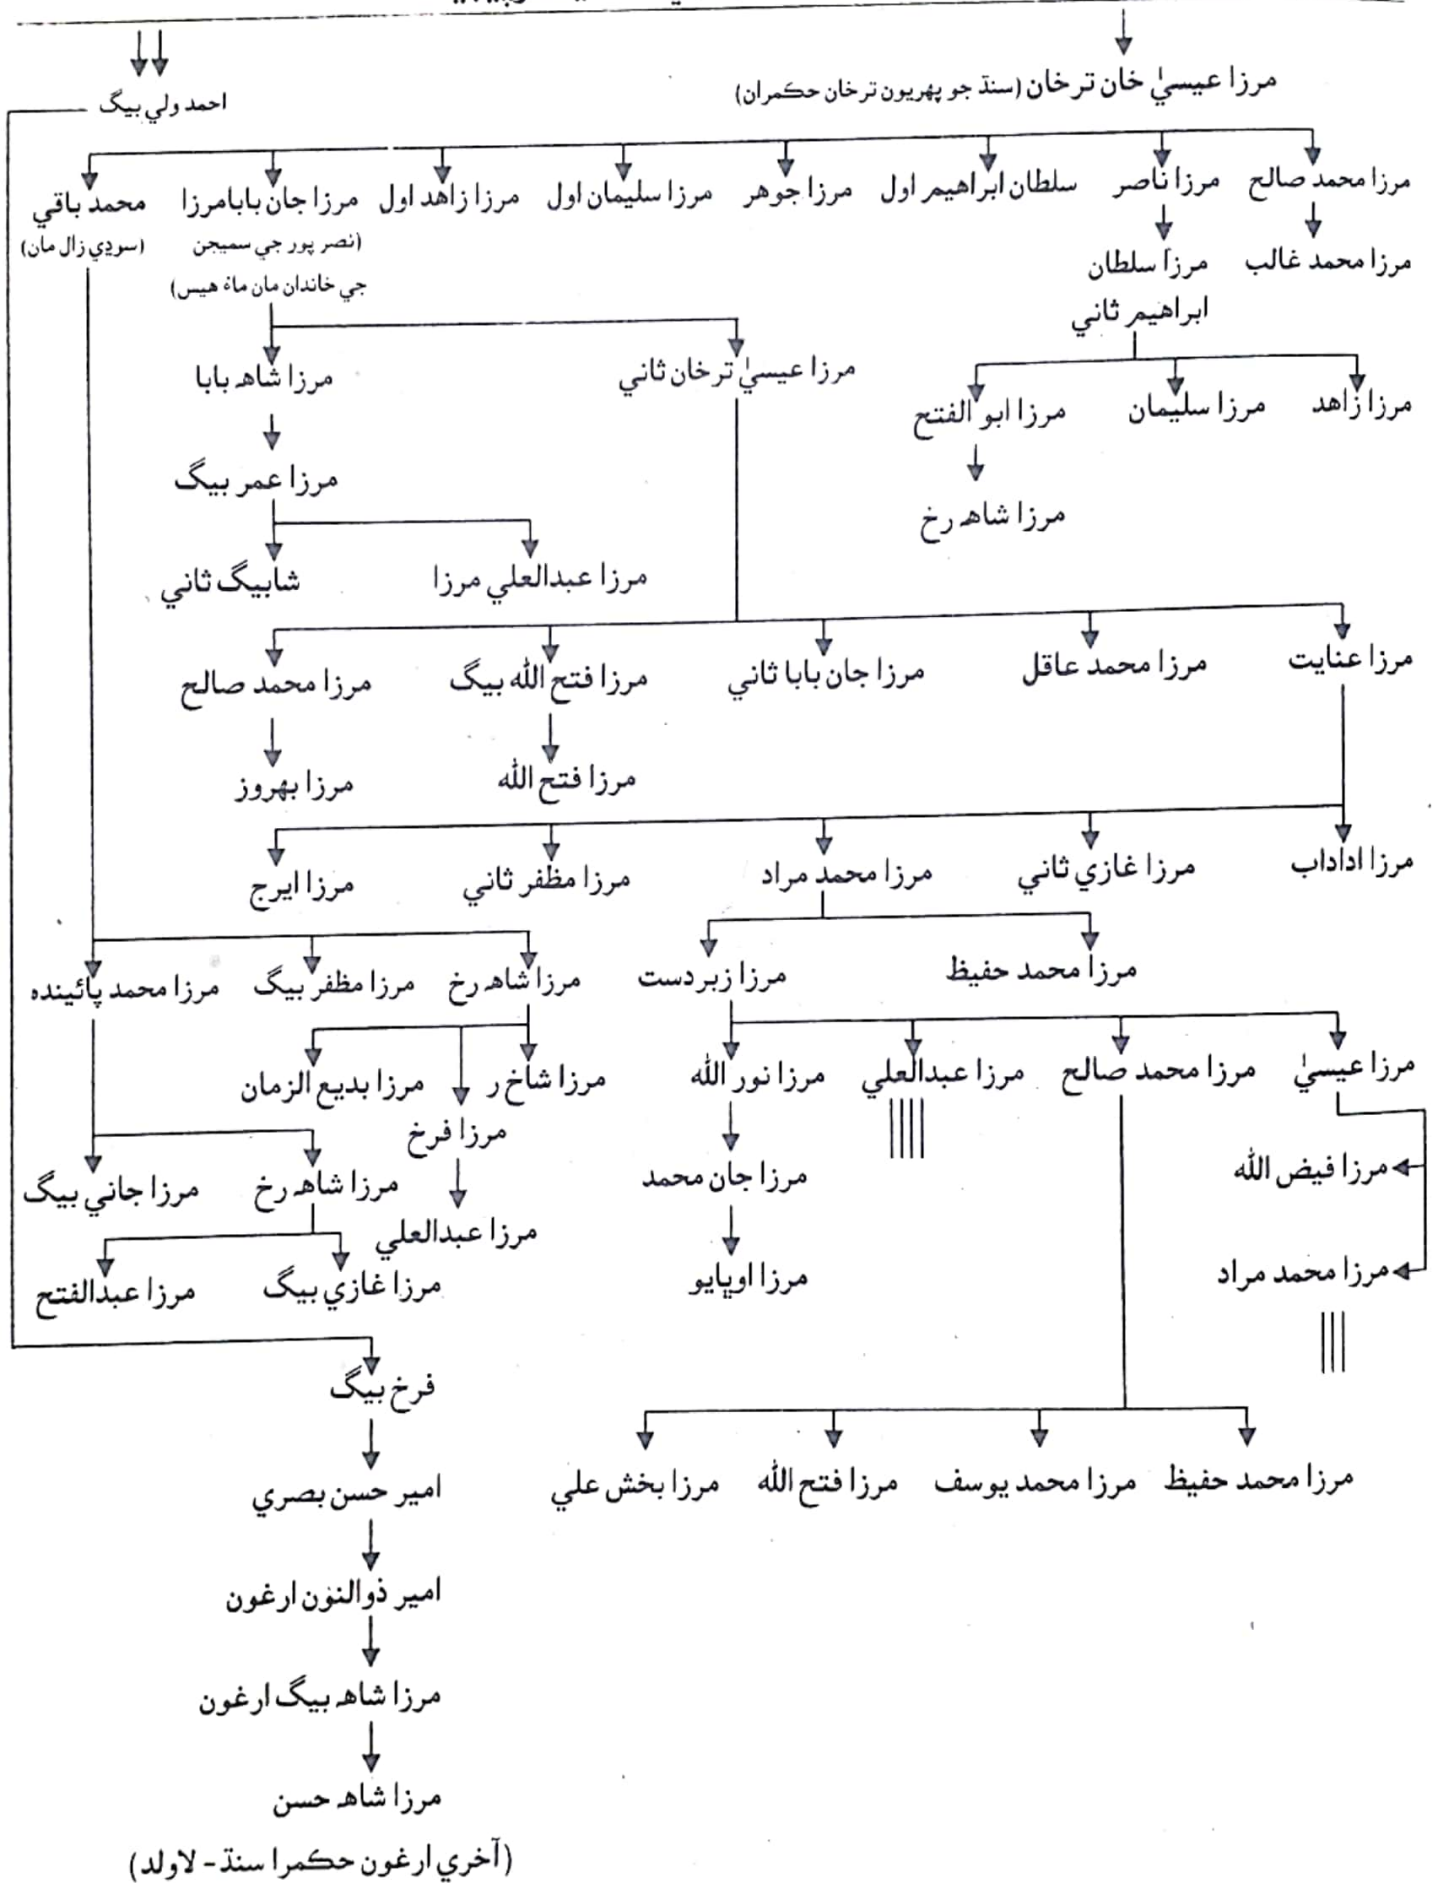 مرزا عيسيٰ خان ترخان (سنڌ جو پهريون ترخان حڪمران)
احمد ولي بيگ
مرزا محمد صالح
مرزا ناصر
سلطان ابراهيم اول
مرزا جوهر
مرزا سليمان اول
مرزا زاهد اول
مرزا جان بابا مرزا
محمد باقي
(نصر پور جي سميجن
(سوڍي زال مان)
جي خاندان مان ماءُ هيس)
مرزا محمد غالب
مرزا سلطان
ابراهيم ثاني
مرزا عيسيٰ ترخان ثاني
مرزا شاهه بابا
مرزا زاهد
مرزا سليمان
مرزا ابو الفتح
مرزا عمر بيگ
مرزا شاهه رخ
مرزا عبدالعلي مرزا
شابيگ ثاني
مرزا عنايت
مرزا محمد عاقل
مرزا جان بابا ثاني
مرزا فتح الله بيگ
مرزا محمد صالح
مرزا فتح الله
مرزا بهروز
مرزا اداداب
مرزا غازي ثاني
مرزا محمد مراد
مرزا مظفر ثاني
مرزا ايرج
مرزا محمد حفيظ
مرزا زبردست
مرزا شاهه رخ
مرزا مظفر بيگ
مرزا محمد پائينده
مرزا عيسيٰ
مرزا محمد صالح
مرزا عبدالعلي
مرزا نور الله
مرزا شاخ ر
مرزا بديع الزمان
مرزا فرخ
مرزا فيض الله
مرزا جان محمد
مرزا شاهه رخ
مرزا جاني بيگ
مرزا عبدالعلي
مرزا محمد مراد
مرزا اوپايو
مرزا غازي بيگ
مرزا عبدالفتح
فرخ بيگ
مرزا محمد حفيظ
مرزا محمد يوسف
مرزا فتح الله
مرزا بخش علي
امير حسن بصري
امير ذوالنون ارغون
مرزا شاهه بيگ ارغون
مرزا شاهه حسن
(آخري ارغون حڪمرا سنڌ - لاولد)